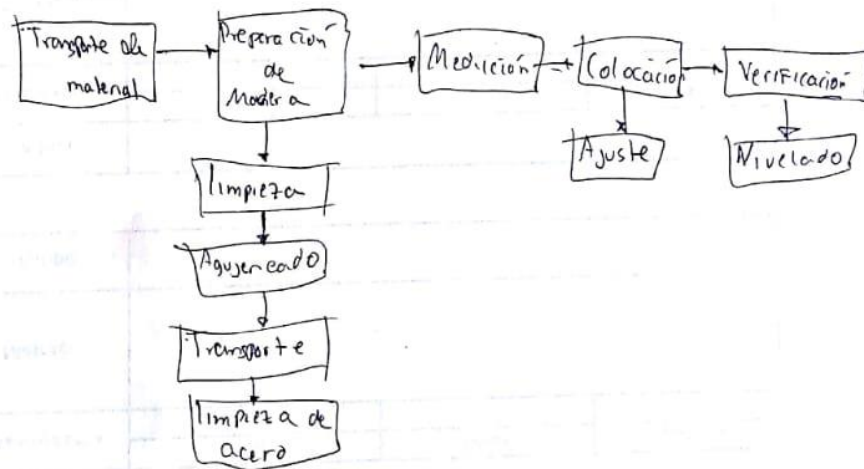 Transporte de
material
Preparación
de
Madera
Medición
Colocación
Verificación
Ajuste
Nivelado
limpieza
Agujereado
Transporte
limpieza de
acero